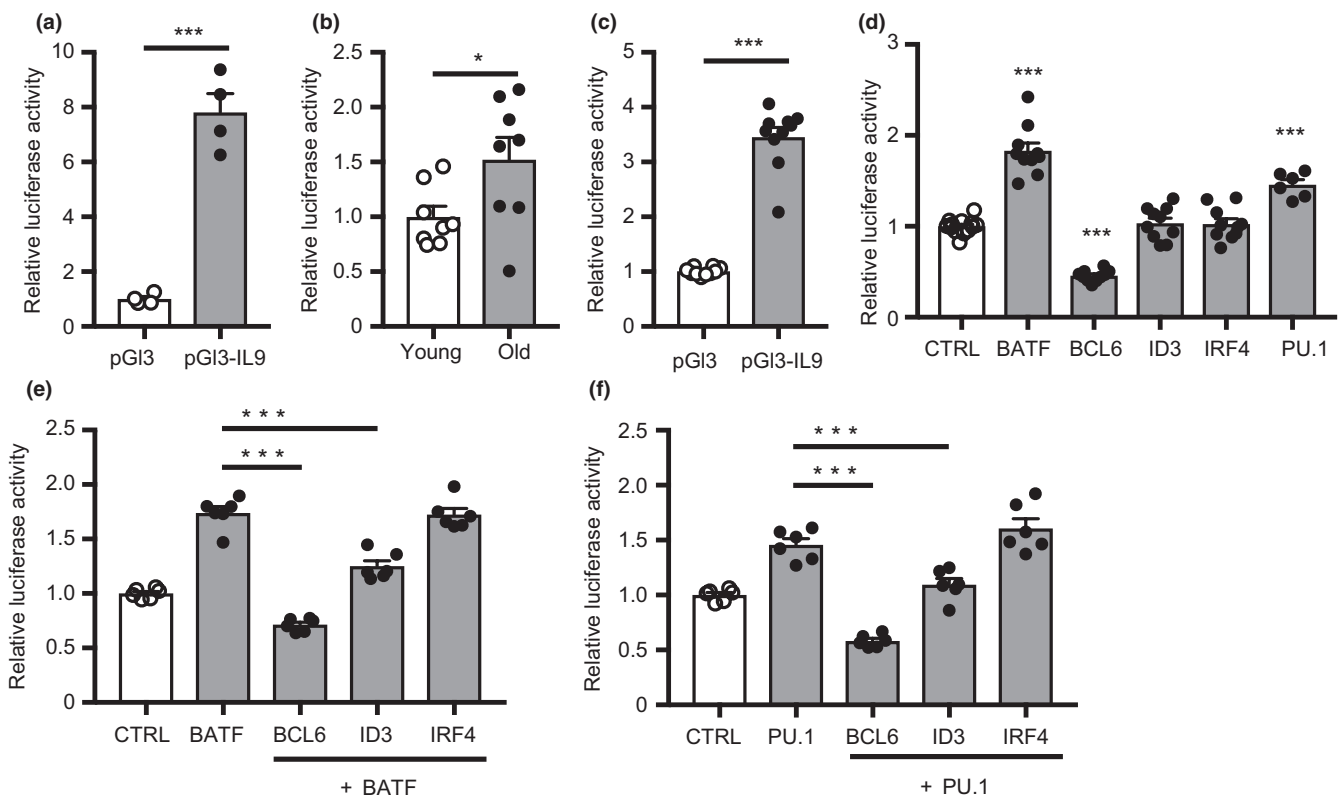 (a)
Relative luciferase activity
10
8
6
4
2
0
***
pGl3 pGl3-IL9
(b)
Relative luciferase activity
2.5
2.0
1.5
1.0
0.5
0
*
Young Old
(c)
Relative luciferase activity
5
4
3
2
1
0
***
pGl3 pGl3-IL9
(d)
Relative luciferase activity
3
2
1
0
***
***
***
CTRL BATF BCL6 ID3 IRF4 PU.1
(e)
Relative luciferase activity
2.5
2.0
1.5
1.0
0.5
0
* * *
* * *
CTRL BATF BCL6 ID3 IRF4
+ BATF
(f)
Relative luciferase activity
2.5
2.0
1.5
1.0
0.5
0
* * *
* * *
CTRL PU.1 BCL6 ID3 IRF4
+ PU.1